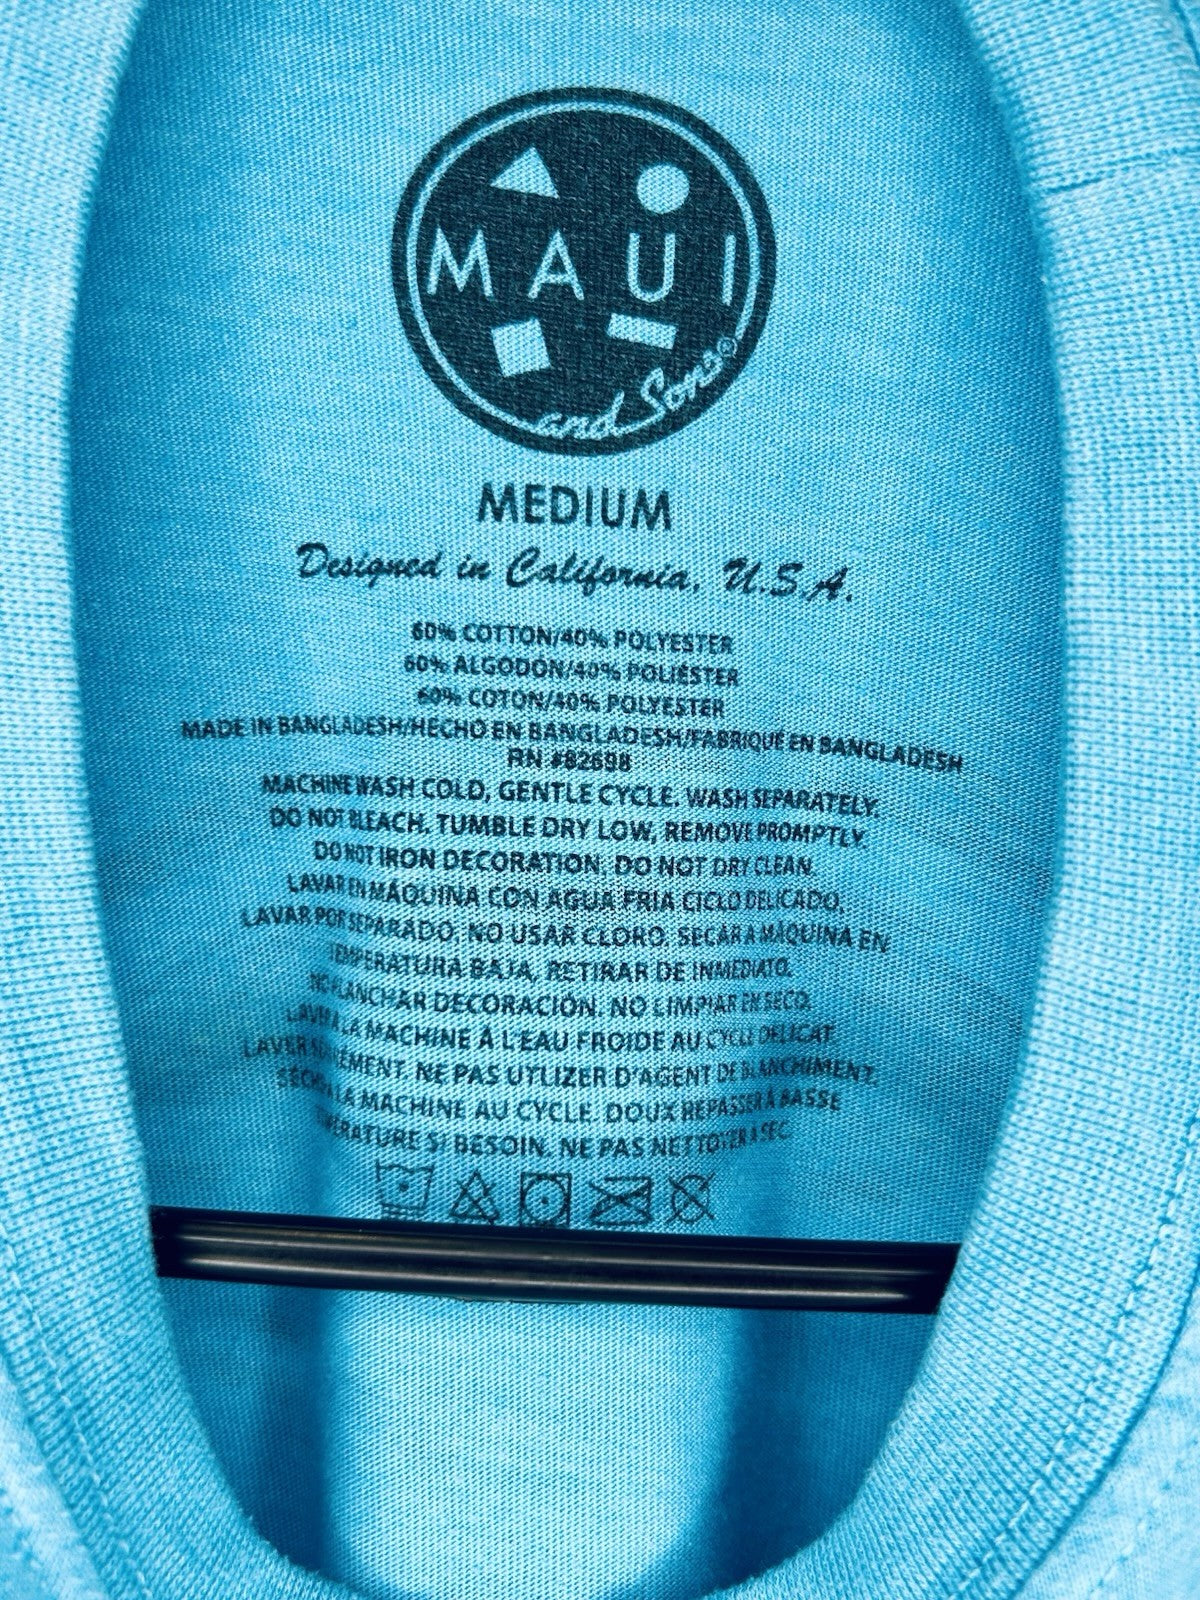 MAUI
and Sons®
MEDIUM
Designed in California, U.S.A.
60% COTTON/40% POLYESTER
60% ALGODON/40% POLIÉSTER
60% COTON/40% POLYESTER
MADE IN BANGLADESH/HECHO EN BANGLADESH/FABRIQUE EN BANGLADESH
RN #82698
MACHINE WASH COLD, GENTLE CYCLE. WASH SEPARATELY.
DO NOT BLEACH. TUMBLE DRY LOW, REMOVE PROMPTLY.
DO NOT IRON DECORATION. DO NOT DRY CLEAN.
LAVAR EN MÁQUINA CON AGUA FRIA CICLO DELICADO.
LAVAR POR SEPARADO. NO USAR CLORO. SECAR A MÁQUINA EN
TEMPERATURA BAJA, RETIRAR DE INMEDIATO.
NO PLANCHAR DECORACIÓN. NO LIMPIAR EN SECO.
LAVER À LA MACHINE À L'EAU FROIDE AU CYCLE DELICAT.
LAVER SÉPARÉMENT. NE PAS UTLIZER D'AGENT DE BLANCHIMENT.
SÉCHER À LA MACHINE AU CYCLE. DOUX REPASSER À BASSE
TEMPÉRATURE SI BESOIN. NE PAS NETTOYER À SEC.